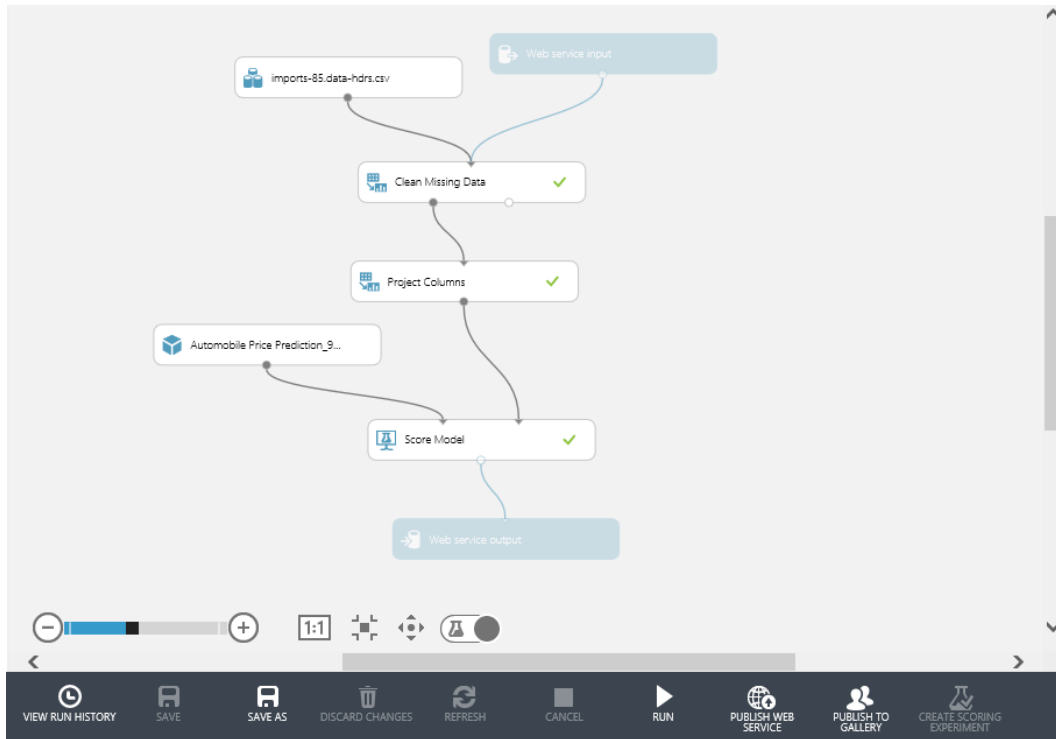 Web service input
imports-85.data-hdrs.csv
Clean Missing Data
Project Columns
Automobile Price Prediction_9...
Score Model
Web service output
1:1
VIEW RUN HISTORY
SAVE
SAVE AS
DISCARD CHANGES
REFRESH
CANCEL
RUN
PUBLISH WEB
SERVICE
PUBLISH TO
GALLERY
CREATE SCORING
EXPERIMENT